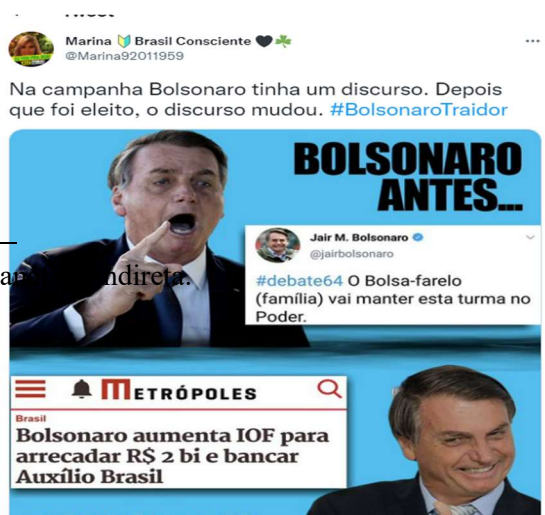 Marina 🔰 Brasil Consciente 🖤☘️
@Marina92011959
Na campanha Bolsonaro tinha um discurso. Depois
que foi eleito, o discurso mudou. #BolsonaroTraidor
BOLSONARO
ANTES...
Jair M. Bolsonaro
@jairbolsonaro
#debate64 O Bolsa-farelo
(família) vai manter esta turma no
Poder.
indireta.
METRÓPOLES
Brasil
Bolsonaro aumenta IOF para
arrecadar R$ 2 bi e bancar
Auxílio Brasil